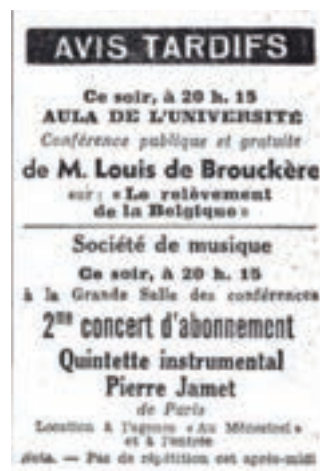 AVIS TARDIFS
Ce soir, à 20 h. 15
AULA DE L'UNIVERSITÉ
Conférence publique et gratuite
de M. Louis de Brouckère
sur : «Le relèvement
de la Belgique»
Société de musique
Ce soir, à 20 h. 15
à la Grande Salle des conférences
2me concert d'abonnement
Quintette instrumental
Pierre Jamet
de Paris
Location à l'agence «Au Ménestrel»
et à l'entrée
Nota. — Pas de répétition cet après-midi